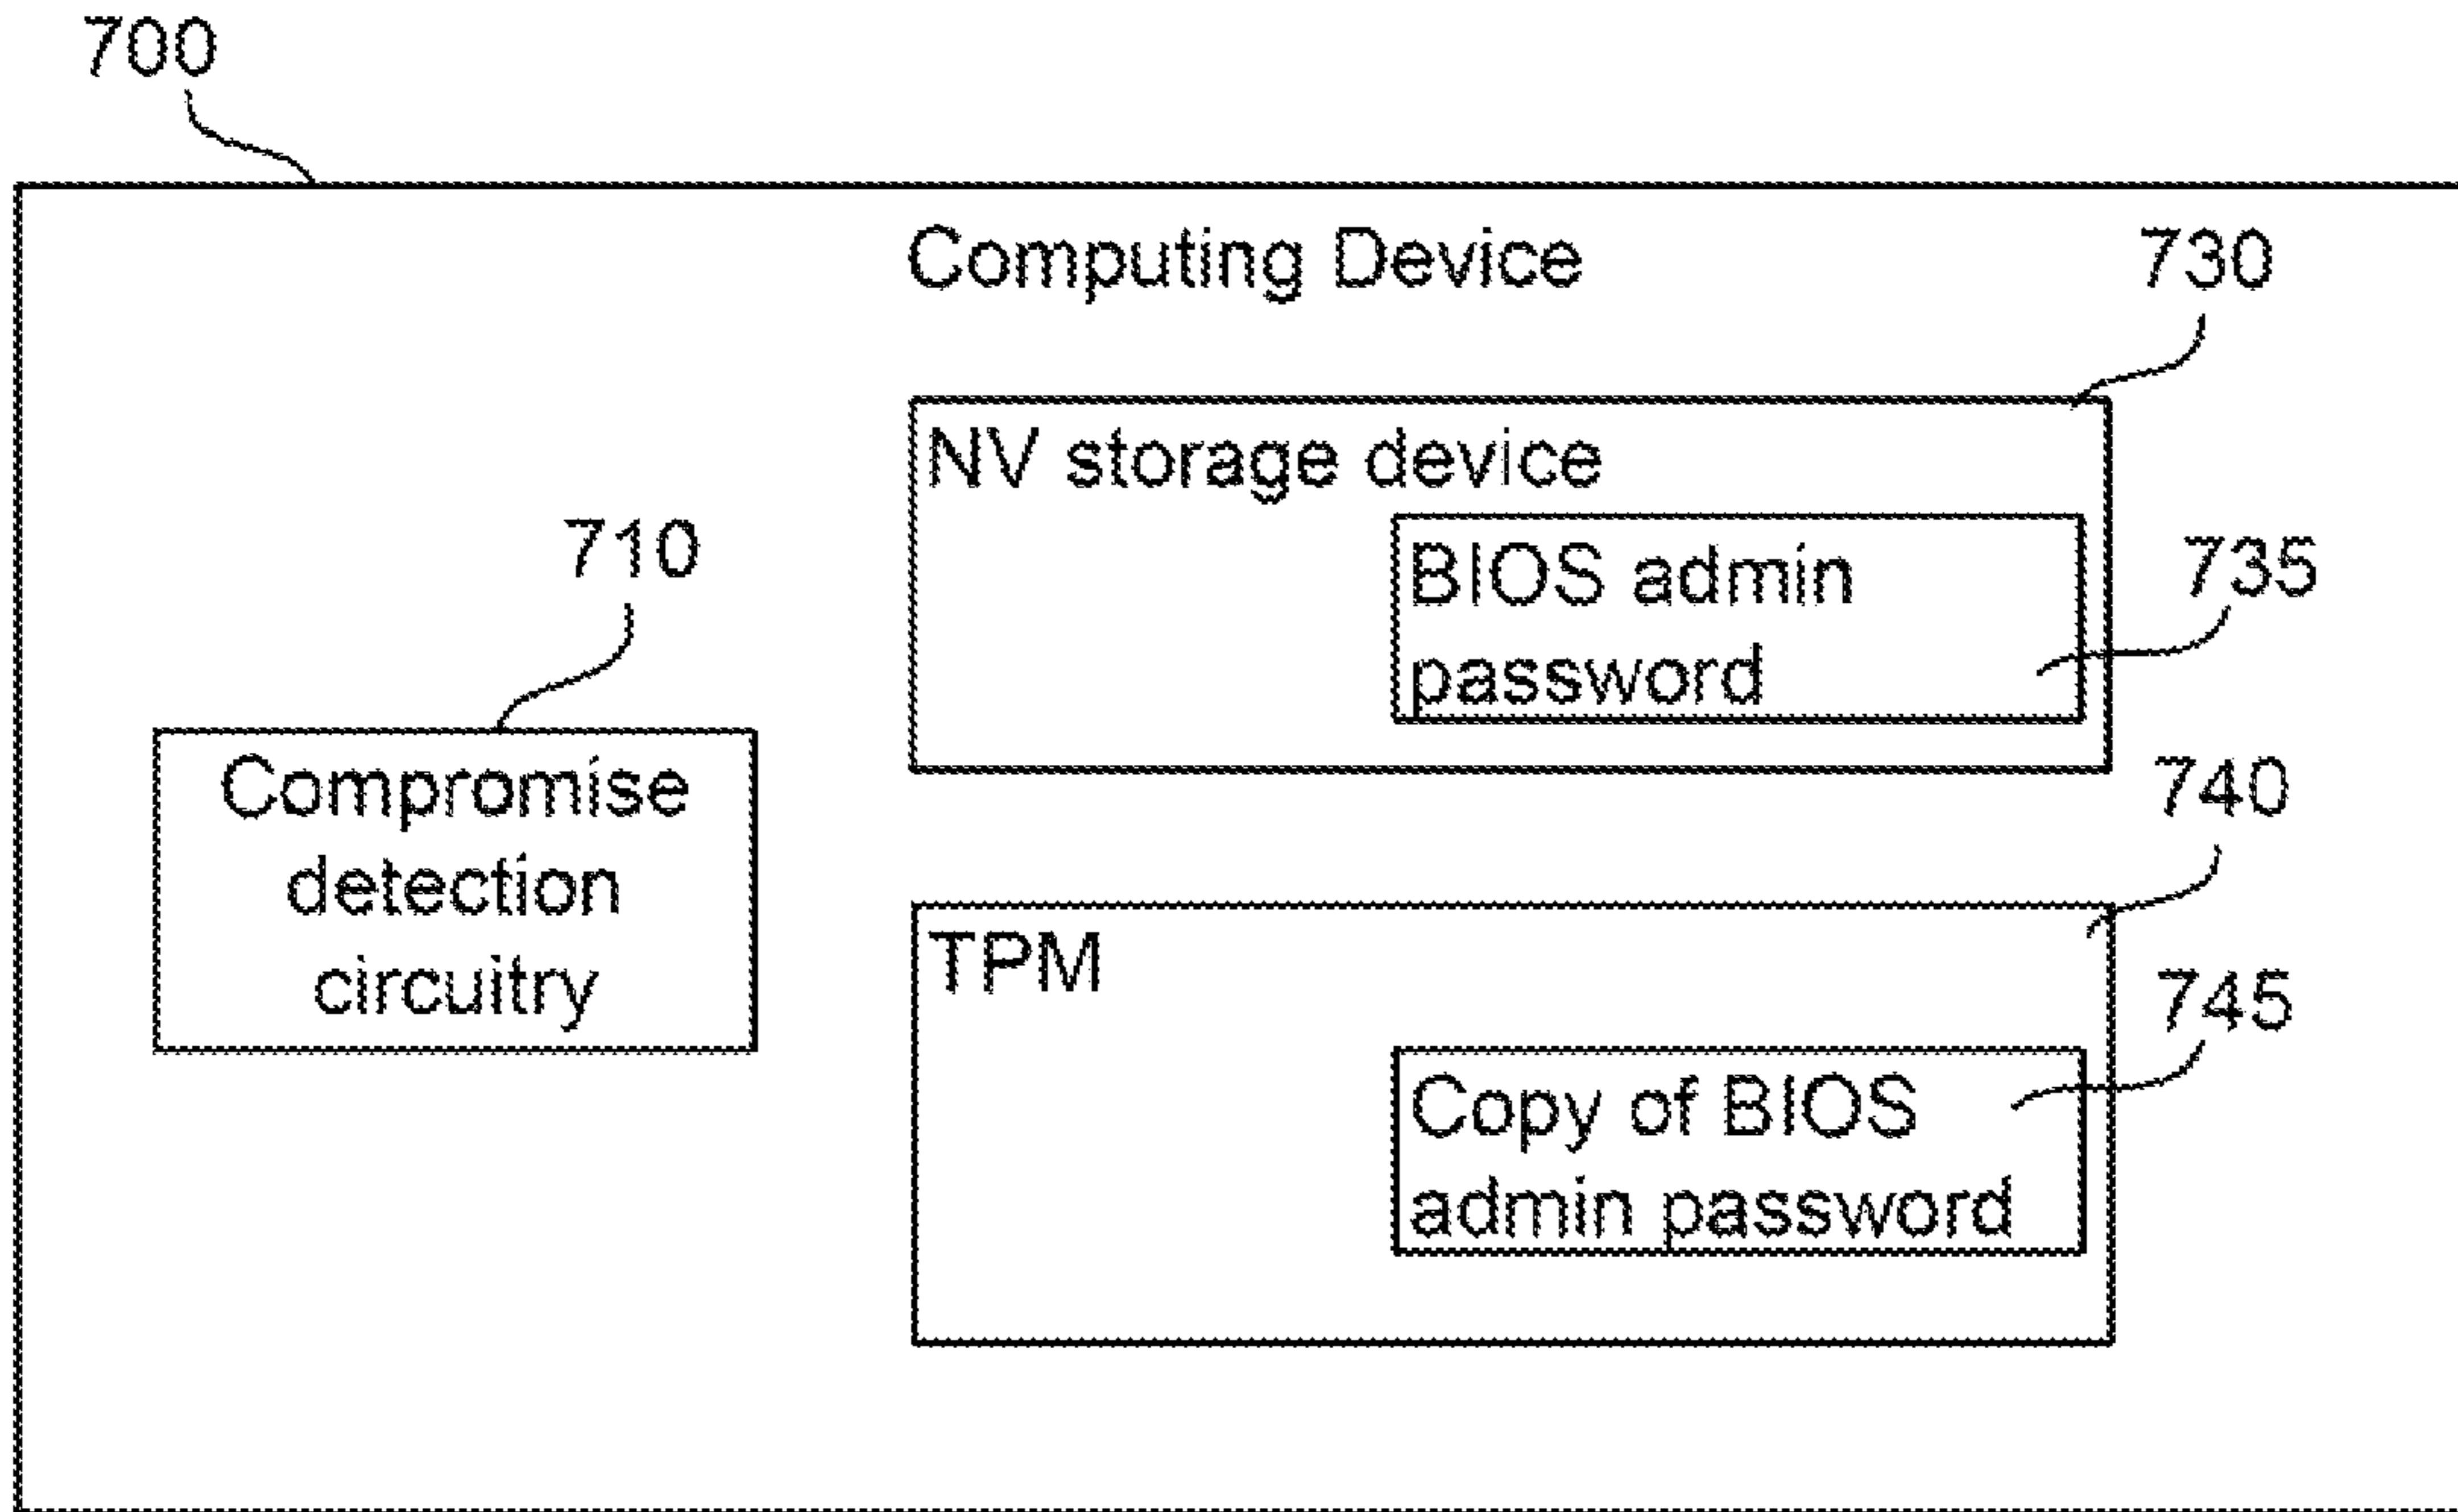 700
Computing Device
730
NV storage device
710
BIOS admin
735
password
Compromise
detection
circuitry
740
TPM
745
Copy of BIOS
admin password